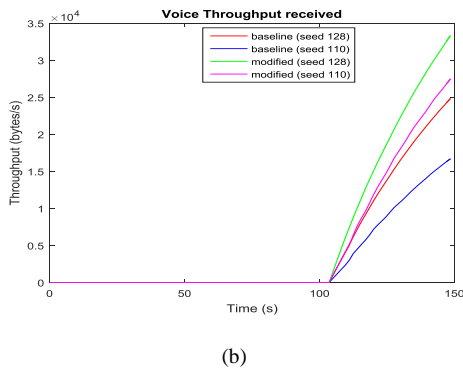 Voice Throughput received
×10^4
3.5
3
2.5
2
1.5
1
0.5
0
Throughput (bytes/s)
baseline (seed 128)
baseline (seed 110)
modified (seed 128)
modified (seed 110)
0 50 100 150
Time (s)
(b)